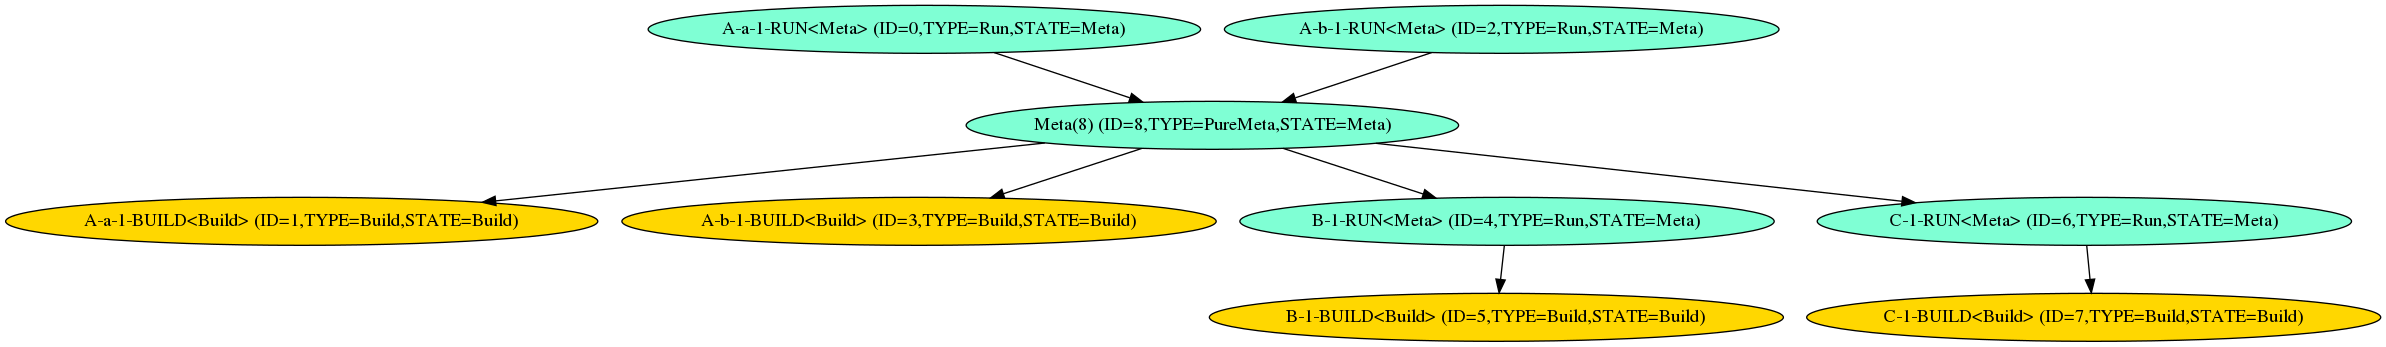 A-a-1-RUN<Meta> (ID=0,TYPE=Run,STATE=Meta)
A-b-1-RUN<Meta> (ID=2,TYPE=Run,STATE=Meta)
Meta(8) (ID=8,TYPE=PureMeta,STATE=Meta)
A-a-1-BUILD<Build> (ID=1,TYPE=Build,STATE=Build)
A-b-1-BUILD<Build> (ID=3,TYPE=Build,STATE=Build)
B-1-RUN<Meta> (ID=4,TYPE=Run,STATE=Meta)
C-1-RUN<Meta> (ID=6,TYPE=Run,STATE=Meta)
B-1-BUILD<Build> (ID=5,TYPE=Build,STATE=Build)
C-1-BUILD<Build> (ID=7,TYPE=Build,STATE=Build)